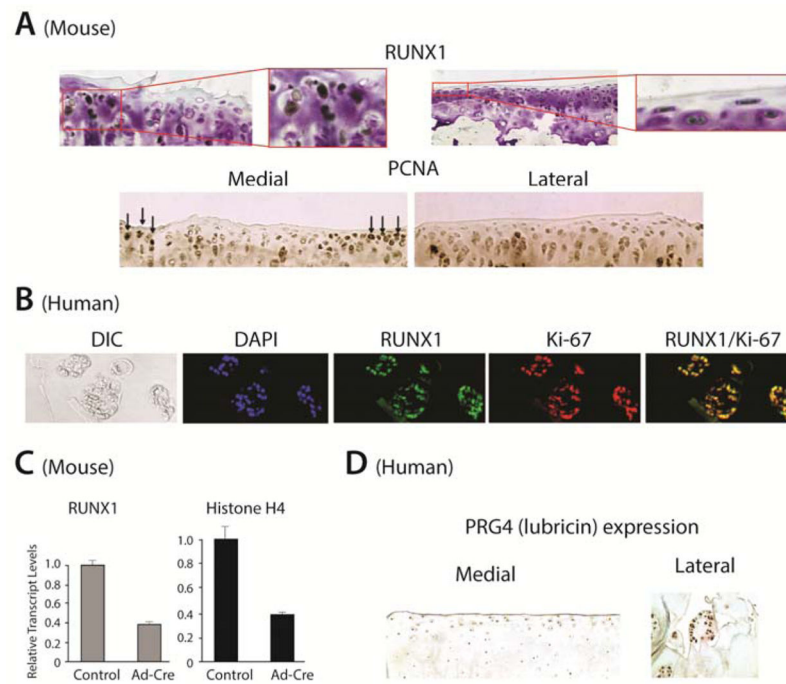 A (Mouse)
RUNX1
PCNA
Medial Lateral
B (Human)
DIC DAPI RUNX1 Ki-67 RUNX1/Ki-67
C (Mouse)
RUNX1 Histone H4
Relative Transcript Levels
1.0
0.8
0.6
0.4
0.2
0
1.0
0.8
0.6
0.4
0.2
0
Control Ad-Cre Control Ad-Cre
D (Human)
PRG4 (lubricin) expression
Medial Lateral